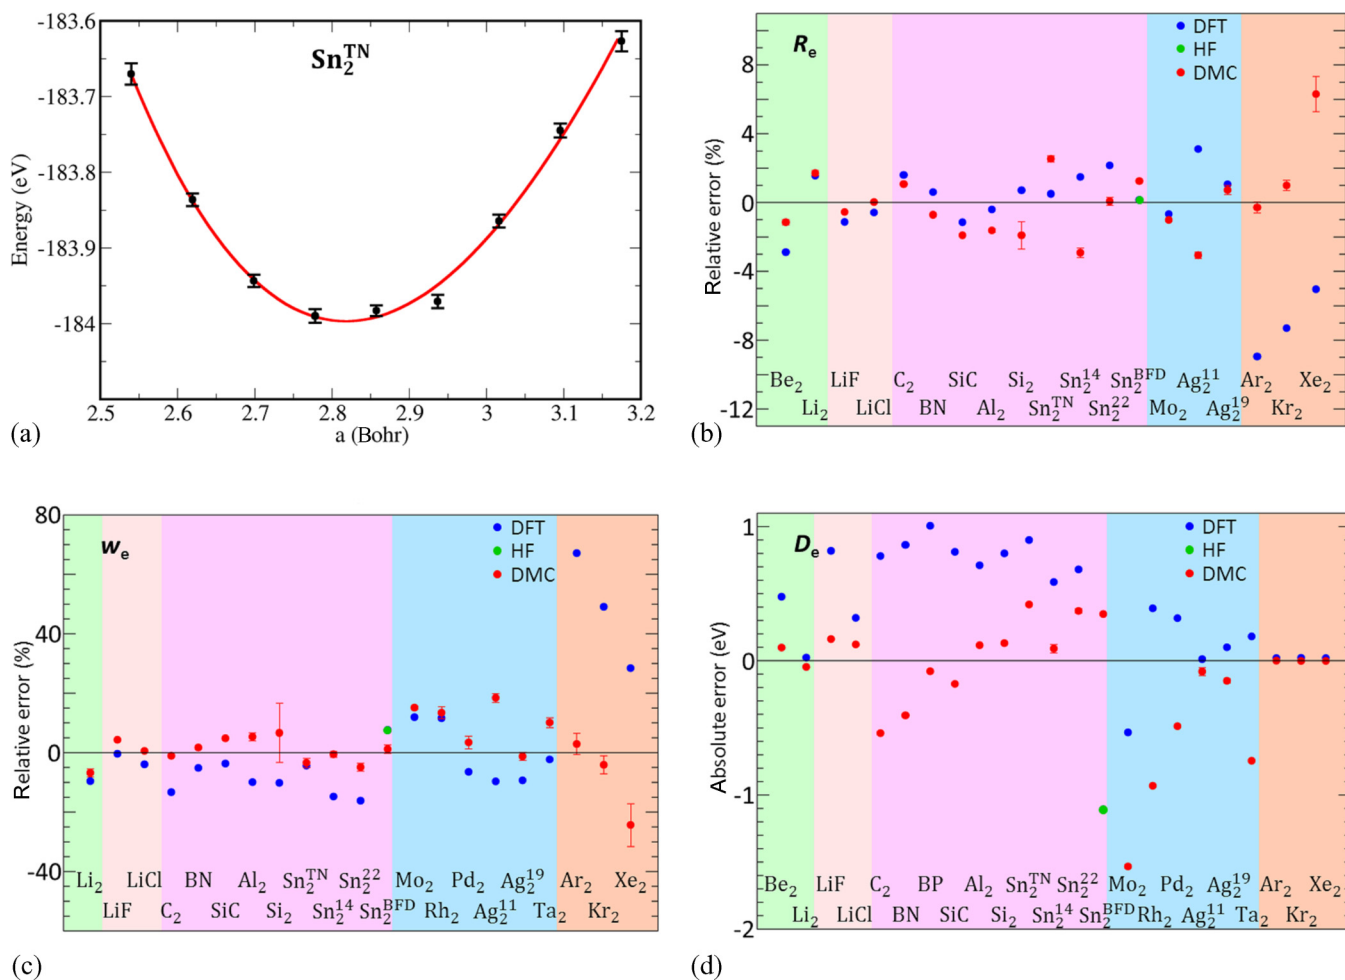 -183.6
Sn₂ᵀᴺ
-183.7
-183.8
Energy (eV)
-183.9
-184
2.5 2.6 2.7 2.8 2.9 3 3.1 3.2
a (Bohr)
(a)
Rₑ
DFT
HF
DMC
8
4
0
-4
-8
-12
Relative error (%)
Be₂ LiF C₂ SiC Si₂ Sn₂¹⁴ Sn₂ᴮᶠᴰ Ag₂¹¹ Ar₂ Xe₂
Li₂ LiCl BN Al₂ Sn₂ᵀᴺ Sn₂²² Mo₂ Ag₂¹⁹ Kr₂
(b)
80
wₑ
DFT
HF
DMC
40
0
-40
Relative error (%)
Li₂ LiCl BN Al₂ Sn₂ᵀᴺ Sn₂²² Mo₂ Pd₂ Ag₂¹⁹ Ar₂ Xe₂
LiF C₂ SiC Si₂ Sn₂¹⁴ Sn₂ᴮᶠᴰ Rh₂ Ag₂¹¹ Ta₂ Kr₂
(c)
1
Dₑ
DFT
HF
DMC
0
-1
-2
Absolute error (eV)
Be₂ LiF C₂ BP Al₂ Sn₂ᵀᴺ Sn₂²² Mo₂ Pd₂ Ag₂¹⁹ Ar₂ Xe₂
Li₂ LiCl BN SiC Si₂ Sn₂¹⁴ Sn₂ᴮᶠᴰ Rh₂ Ag₂¹¹ Ta₂ Kr₂
(d)